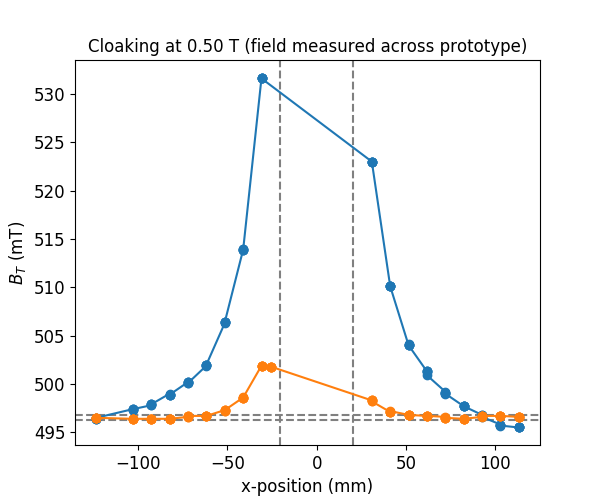 Cloaking at 0.50 T (field measured across prototype)
530
525
520
515
510
505
500
495
B_T (mT)
−100 −50 0 50 100
x-position (mm)